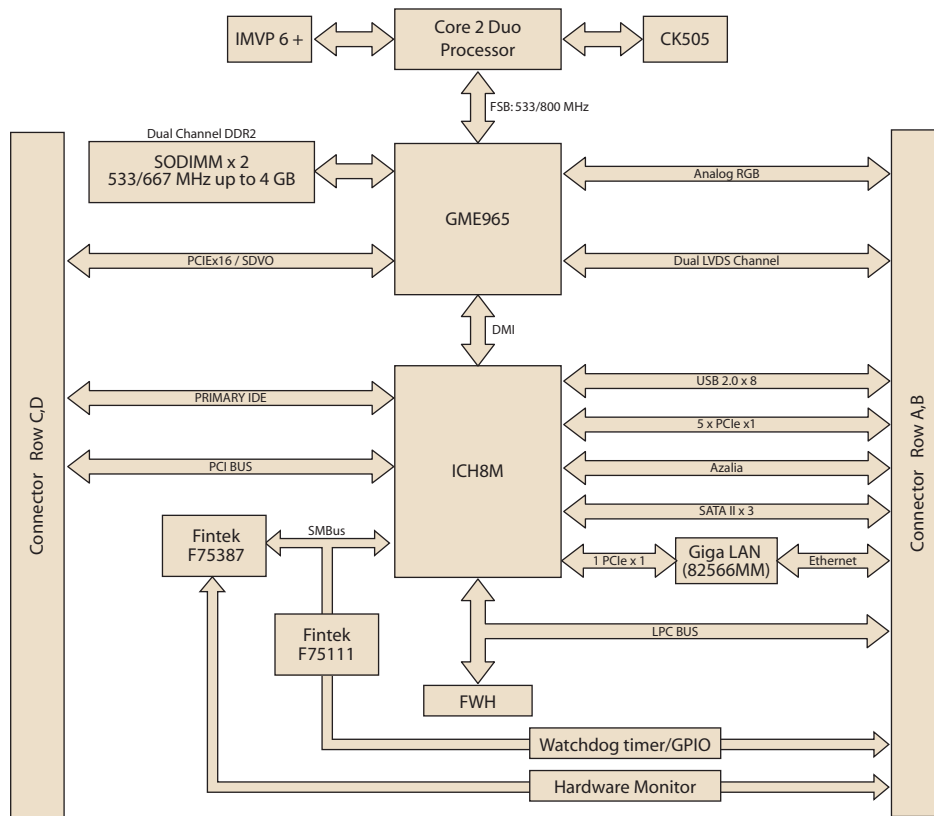 IMVP 6 +
Core 2 Duo
Processor
CK505
FSB: 533/800 MHz
Dual Channel DDR2
SODIMM x 2
533/667 MHz up to 4 GB
GME965
Analog RGB
PCIEx16 / SDVO
Dual LVDS Channel
DMI
Connector Row C,D
Connector Row A,B
PRIMARY IDE
PCI BUS
ICH8M
USB 2.0 x 8
5 x PCIe x1
Azalia
SATA II x 3
SMBus
Fintek
F75387
1 PCIe x 1
Giga LAN
(82566MM)
Ethernet
Fintek
F75111
LPC BUS
FWH
Watchdog timer/GPIO
Hardware Monitor